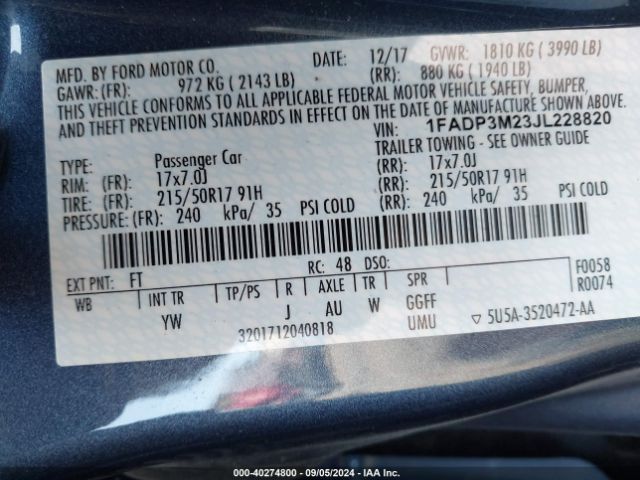 MFD. BY FORD MOTOR CO. DATE: 12/17 GVWR: 1810 KG ( 3990 LB)
GAWR: (FR): 972 KG ( 2143 LB) (RR): 880 KG ( 1940 LB)
THIS VEHICLE CONFORMS TO ALL APPLICABLE FEDERAL MOTOR VEHICLE SAFETY, BUMPER,
AND THEFT PREVENTION STANDARDS IN EFFECT ON THE DATE OF MANUFACTURE SHOWN ABOVE.
VIN: 1FADP3M23JL228820
TYPE: Passenger Car TRAILER TOWING - SEE OWNER GUIDE
RIM: (FR): 17x7.0J (RR): 17x7.0J
TIRE: (FR): 215/50R17 91H (RR): 215/50R17 91H
PRESSURE: (FR): 240 kPa/ 35 PSI COLD (RR): 240 kPa/ 35 PSI COLD
EXT PNT: FT RC: 48 DSO: F0058
WB INT TR TP/PS R AXLE TR SPR R0074
YW J AU W GGFF
3201712040818 UMU ▽ 5U5A-3520472-AA
000-40274800 - 09/05/2024 - IAA Inc.